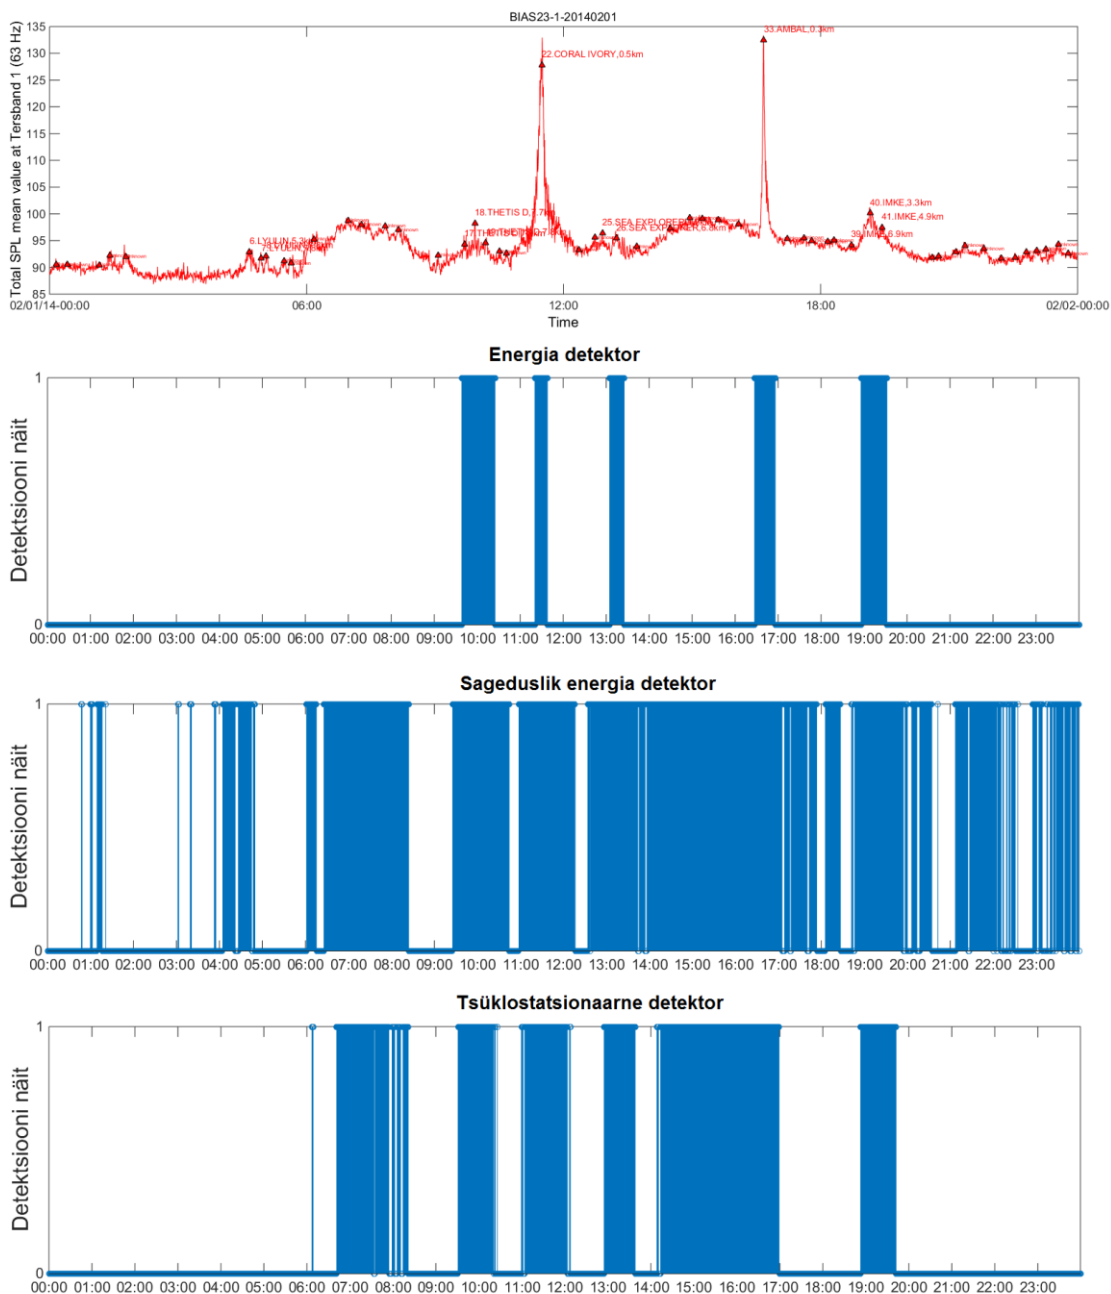 BIAS23-1-20140201
Total SPL mean value at Tersband 1 (63 Hz)
135
130
125
120
115
110
105
100
95
90
85
22.CORAL IVORY,0.5km
33.AMBAL,0.3km
18.THETIS D,
25.SEA EXPLORER
40.IMKE,3.3km
41.IMKE,4.9km
39.IMKE,6.9km
02/01/14-00:00 06:00 12:00 18:00 02/02-00:00
Time
Energia detektor
Detektsiooni näit
1
0
00:00 01:00 02:00 03:00 04:00 05:00 06:00 07:00 08:00 09:00 10:00 11:00 12:00 13:00 14:00 15:00 16:00 17:00 18:00 19:00 20:00 21:00 22:00 23:00
Sageduslik energia detektor
Detektsiooni näit
1
0
00:00 01:00 02:00 03:00 04:00 05:00 06:00 07:00 08:00 09:00 10:00 11:00 12:00 13:00 14:00 15:00 16:00 17:00 18:00 19:00 20:00 21:00 22:00 23:00
Tsüklostatsionaarne detektor
Detektsiooni näit
1
0
00:00 01:00 02:00 03:00 04:00 05:00 06:00 07:00 08:00 09:00 10:00 11:00 12:00 13:00 14:00 15:00 16:00 17:00 18:00 19:00 20:00 21:00 22:00 23:00